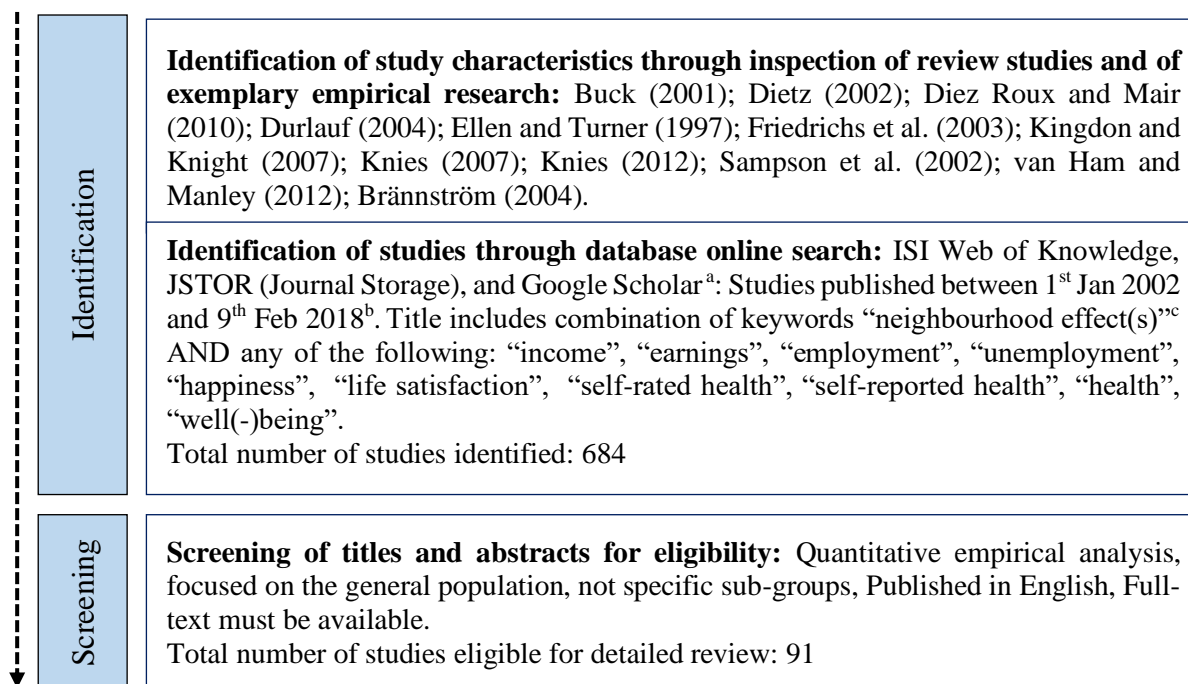 Identification
Identification of study characteristics through inspection of review studies and of
exemplary empirical research: Buck (2001); Dietz (2002); Diez Roux and Mair
(2010); Durlauf (2004); Ellen and Turner (1997); Friedrichs et al. (2003); Kingdon and
Knight (2007); Knies (2007); Knies (2012); Sampson et al. (2002); van Ham and
Manley (2012); Brännström (2004).
Identification of studies through database online search: ISI Web of Knowledge,
JSTOR (Journal Storage), and Google Scholar a: Studies published between 1st Jan 2002
and 9th Feb 2018b. Title includes combination of keywords “neighbourhood effect(s)”c
AND any of the following: “income”, “earnings”, “employment”, “unemployment”,
“happiness”, “life satisfaction”, “self-rated health”, “self-reported health”, “health”,
“well(-)being”.
Total number of studies identified: 684
Screening
Screening of titles and abstracts for eligibility: Quantitative empirical analysis,
focused on the general population, not specific sub-groups, Published in English, Full-
text must be available.
Total number of studies eligible for detailed review: 91